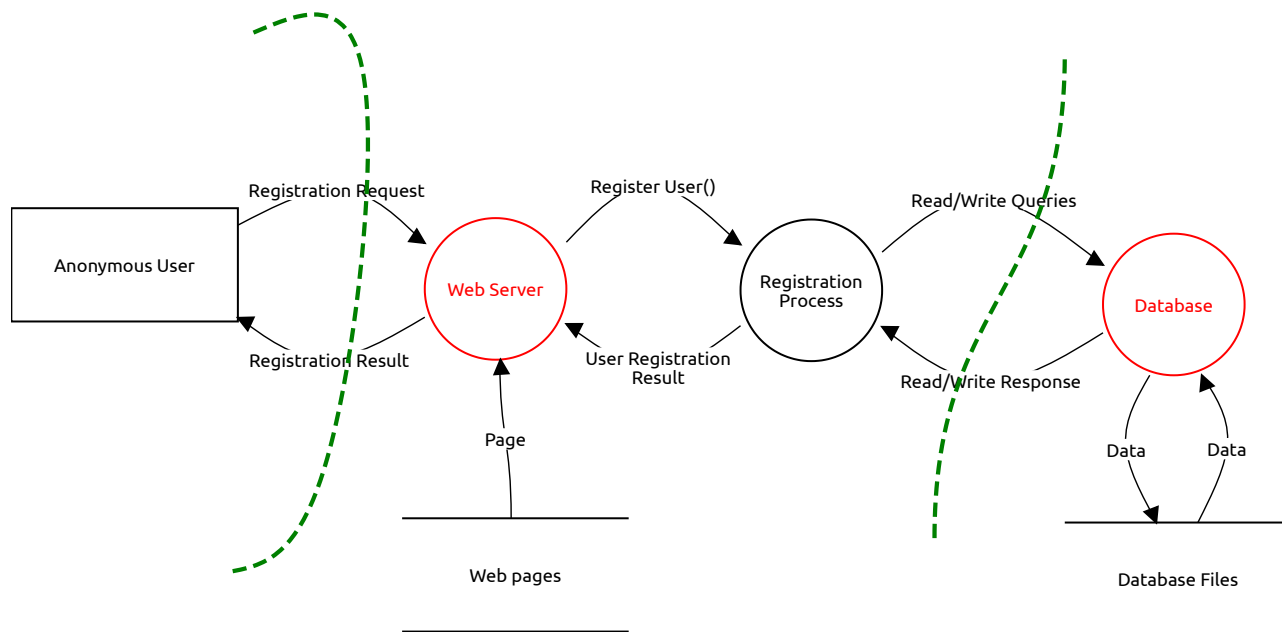 Registration Request
Register User()
Read/Write Queries
Anonymous User
Web Server
Registration
Process
Database
Registration Result
User Registration
Result
Read/Write Response
Page
Data
Data
Web pages
Database Files